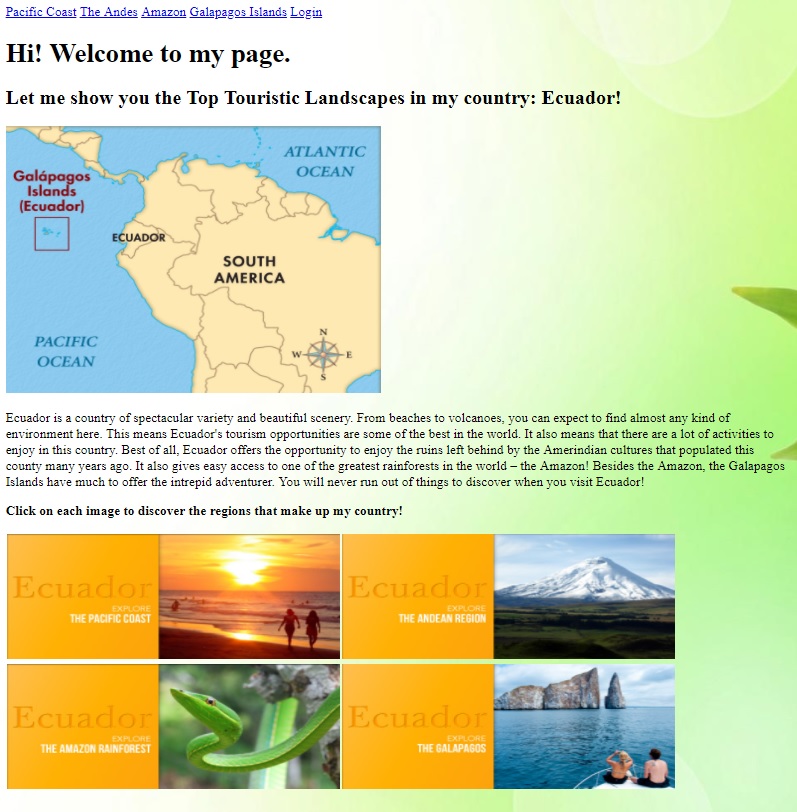 Pacific Coast The Andes Amazon Galapagos Islands Login
Hi! Welcome to my page.
Let me show you the Top Touristic Landscapes in my country: Ecuador!
ATLANTIC
OCEAN
Galápagos
Islands
(Ecuador)
ECUADOR
SOUTH
AMERICA
PACIFIC
OCEAN
N
W E
S
Ecuador is a country of spectacular variety and beautiful scenery. From beaches to volcanoes, you can expect to find almost any kind of
environment here. This means Ecuador's tourism opportunities are some of the best in the world. It also means that there are a lot of activities to
enjoy in this country. Best of all, Ecuador offers the opportunity to enjoy the ruins left behind by the Amerindian cultures that populated this
county many years ago. It also gives easy access to one of the greatest rainforests in the world – the Amazon! Besides the Amazon, the Galapagos
Islands have much to offer the intrepid adventurer. You will never run out of things to discover when you visit Ecuador!
Click on each image to discover the regions that make up my country!
Ecuador
EXPLORE
THE PACIFIC COAST
Ecuador
EXPLORE
THE ANDEAN REGION
Ecuador
EXPLORE
THE AMAZON RAINFOREST
Ecuador
EXPLORE
THE GALAPAGOS